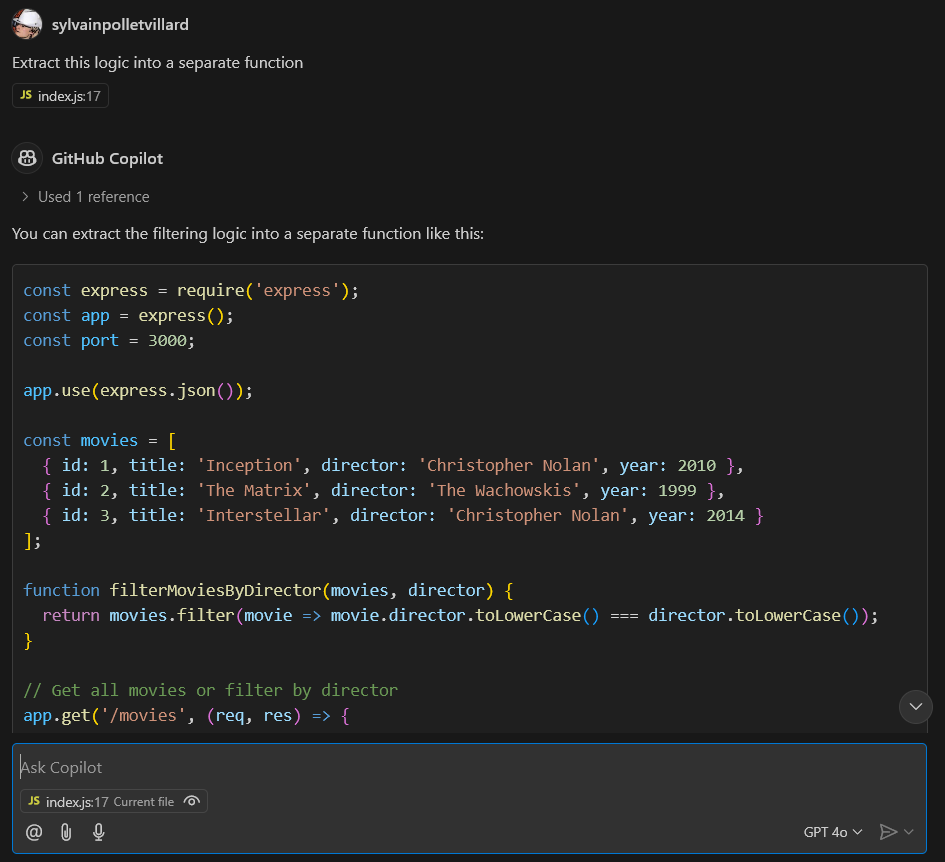 sylvainpolletvillard
Extract this logic into a separate function
JS index.js:17
GitHub Copilot
Used 1 reference
You can extract the filtering logic into a separate function like this:
const express = require('express');
const app = express();
const port = 3000;
app.use(express.json());
const movies = [
  { id: 1, title: 'Inception', director: 'Christopher Nolan', year: 2010 },
  { id: 2, title: 'The Matrix', director: 'The Wachowskis', year: 1999 },
  { id: 3, title: 'Interstellar', director: 'Christopher Nolan', year: 2014 }
];
function filterMoviesByDirector(movies, director) {
  return movies.filter(movie => movie.director.toLowerCase() === director.toLowerCase());
}
// Get all movies or filter by director
app.get('/movies', (req, res) => {
Ask Copilot
JS index.js:17 Current file
@ GPT 4o